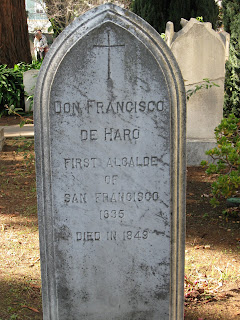 DON FRANCISCO
DE HARO
FIRST ALCALDE
OF
SAN FRANCISCO
1835
DIED IN 1849